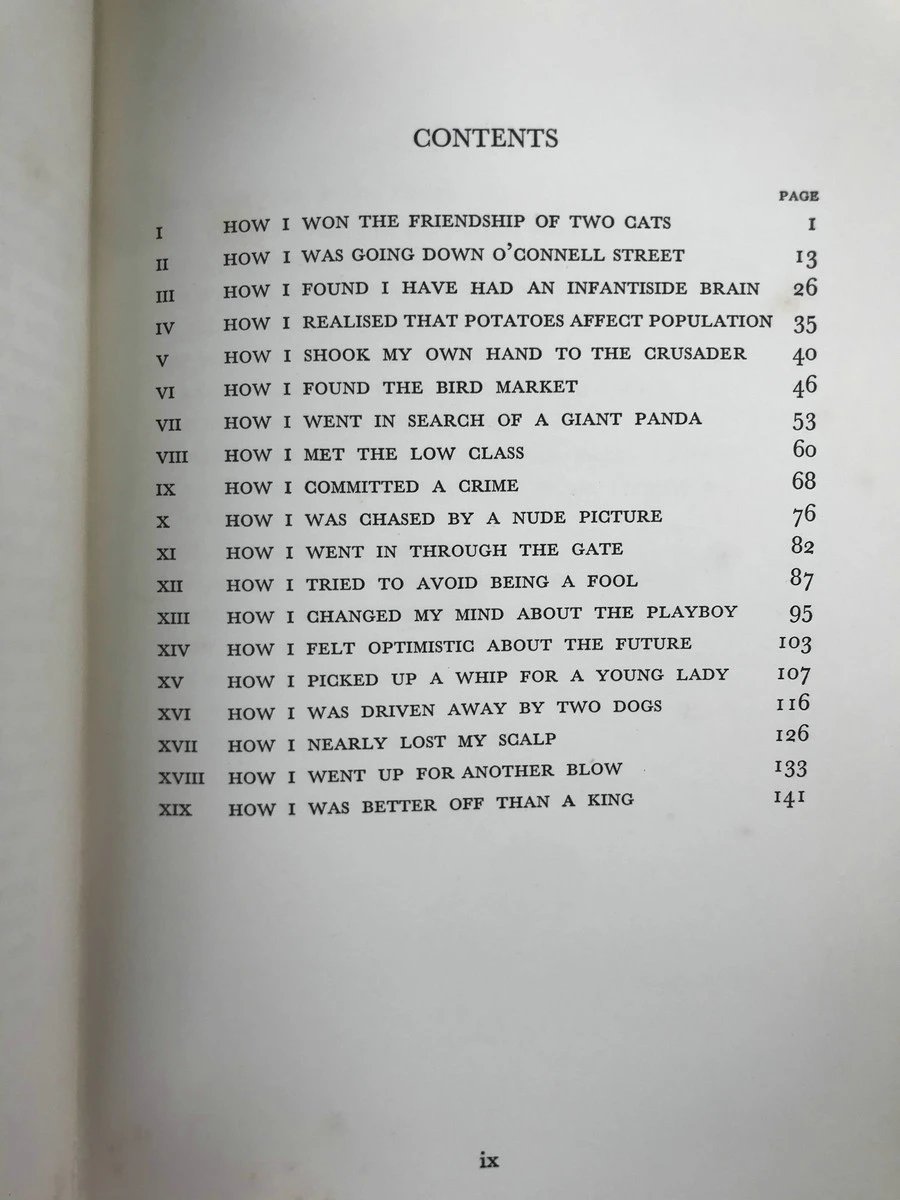 CONTENTS
PAGE
I HOW I WON THE FRIENDSHIP OF TWO CATS 1
II HOW I WAS GOING DOWN O'CONNELL STREET 13
III HOW I FOUND I HAVE HAD AN INFANTISIDE BRAIN 26
IV HOW I REALISED THAT POTATOES AFFECT POPULATION 35
V HOW I SHOOK MY OWN HAND TO THE CRUSADER 40
VI HOW I FOUND THE BIRD MARKET 46
VII HOW I WENT IN SEARCH OF A GIANT PANDA 53
VIII HOW I MET THE LOW CLASS 60
IX HOW I COMMITTED A CRIME 68
X HOW I WAS CHASED BY A NUDE PICTURE 76
XI HOW I WENT IN THROUGH THE GATE 82
XII HOW I TRIED TO AVOID BEING A FOOL 87
XIII HOW I CHANGED MY MIND ABOUT THE PLAYBOY 95
XIV HOW I FELT OPTIMISTIC ABOUT THE FUTURE 103
XV HOW I PICKED UP A WHIP FOR A YOUNG LADY 107
XVI HOW I WAS DRIVEN AWAY BY TWO DOGS 116
XVII HOW I NEARLY LOST MY SCALP 126
XVIII HOW I WENT UP FOR ANOTHER BLOW 133
XIX HOW I WAS BETTER OFF THAN A KING 141
ix